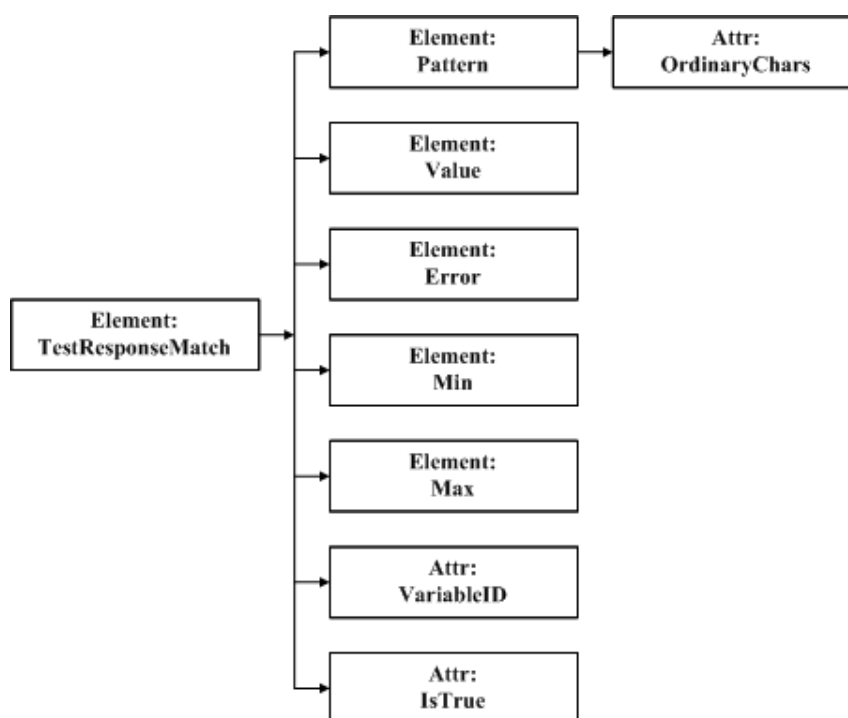 Element:
Pattern
Attr:
OrdinaryChars
Element:
Value
Element:
Error
Element:
TestResponseMatch
Element:
Min
Element:
Max
Attr:
VariableID
Attr:
IsTrue